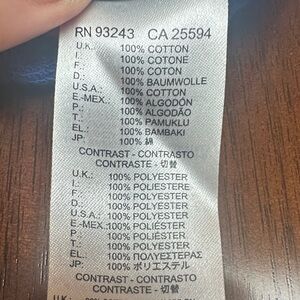 RN 93243 CA 25594
U.K.: 100% COTTON
I.: 100% COTONE
F.: 100% COTON
D.: 100% BAUMWOLLE
U.S.A.: 100% COTTON
E.-MEX.: 100% ALGODÓN
P.: 100% ALGODÃO
T.: 100% PAMUKLU
EL.: 100% BAMBAKI
JP: 100% 綿
CONTRAST - CONTRASTO
CONTRASTE - 切替
U.K.: 100% POLYESTER
I.: 100% POLIESTERE
F.: 100% POLYESTER
D.: 100% POLYESTER
U.S.A.: 100% POLYESTER
E.-MEX.: 100% POLIÉSTER
P.: 100% POLIÉSTER
T.: 100% POLYESTER
EL.: 100% ΠΟΛΥΕΣΤΕΡΑΣ
JP: 100% ポリエステル
CONTRAST - CONTRASTO
CONTRASTE - 切替
U.K.: